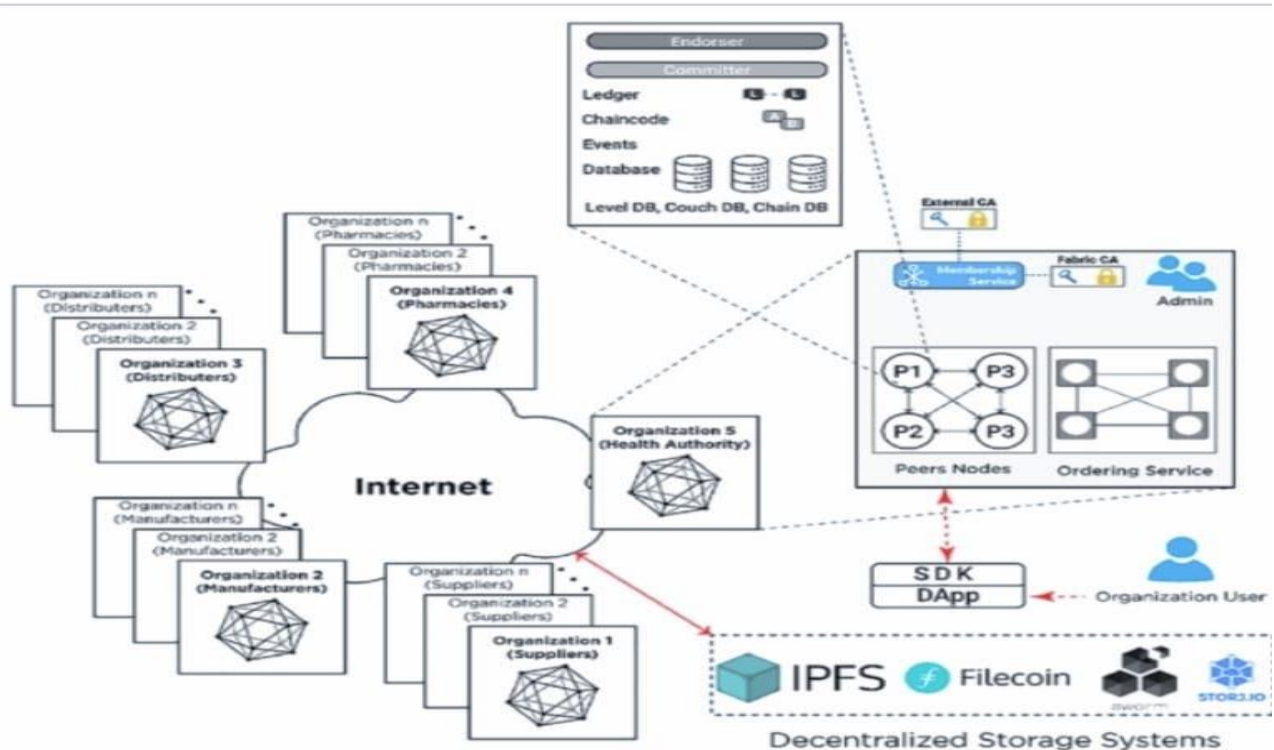 Endorser
Committer
Ledger
L - L
Chaincode
Events
Database
Level DB, Couch DB, Chain DB
External CA
Membership
Service
Fabric CA
Admin
P1
P3
P2
P3
Peers Nodes
Ordering Service
Organization n
(Pharmacies)
Organization 2
(Pharmacies)
Organization 4
(Pharmacies)
Organization n
(Distributers)
Organization 2
(Distributers)
Organization 3
(Distributers)
Internet
Organization 5
(Health Authority)
Organization n
(Manufacturers)
Organization 2
(Manufacturers)
Organization 2
(Manufacturers)
Organization n
(Suppliers)
Organization 2
(Suppliers)
Organization 1
(Suppliers)
SDK
DApp
Organization User
IPFS
Filecoin
STORJ.IO
Decentralized Storage Systems